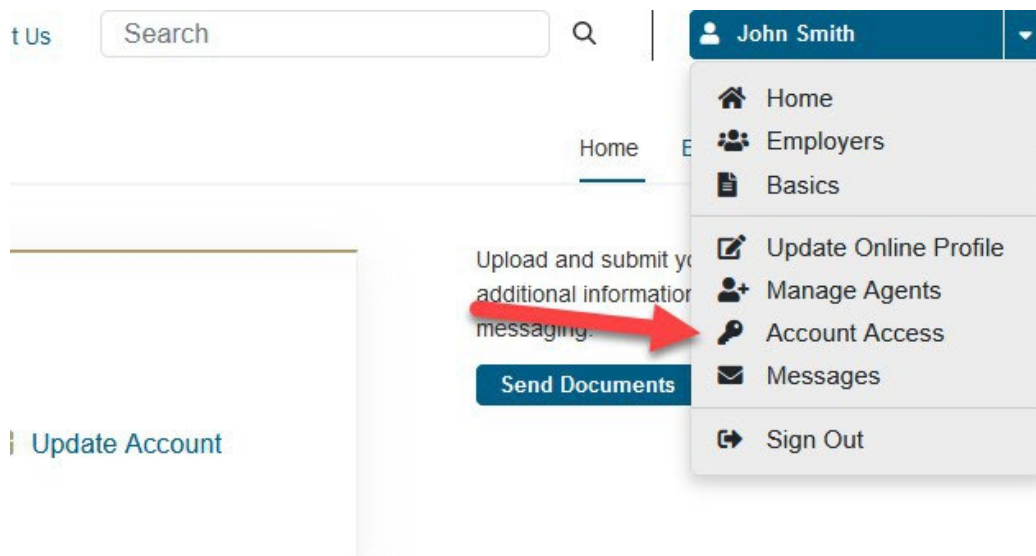 t Us
Search
John Smith
Home
Home
Employers
Basics
Update Online Profile
Manage Agents
Account Access
Messages
Sign Out
Upload and submit
additional information
messaging.
Send Documents
Update Account